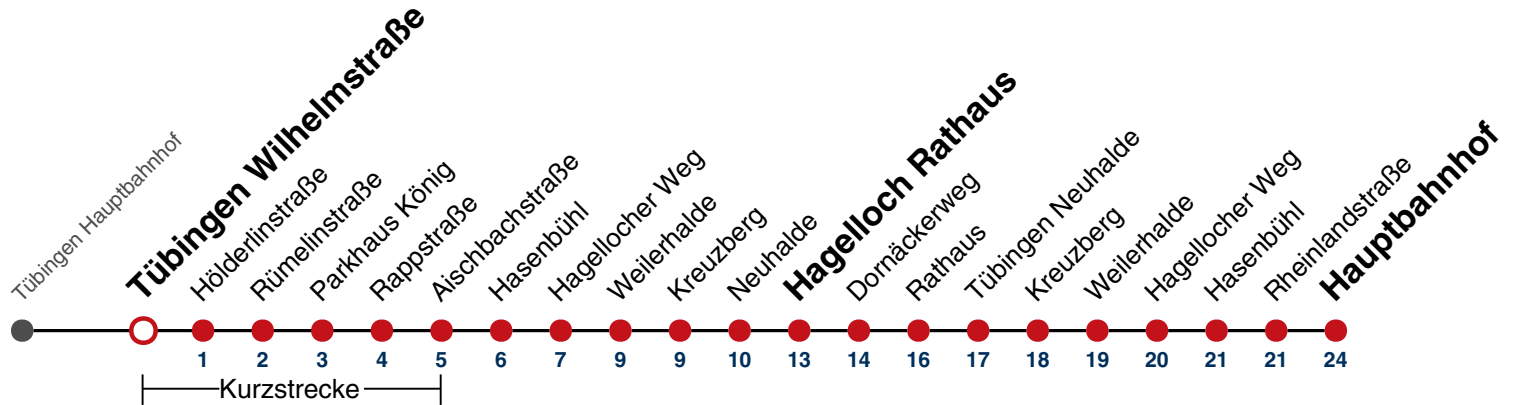 Tübingen Hauptbahnhof
Tübingen Wilhelmstraße
Hölderlinstraße
Rümelinstraße
Parkhaus König
Rappstraße
Aischbachstraße
Hasenbühl
Hagellocher Weg
Weilerhalde
Kreuzberg
Neuhalde
Hagelloch Rathaus
Dornäckerweg
Rathaus
Tübingen Neuhalde
Kreuzberg
Weilerhalde
Hagellocher Weg
Hasenbühl
Rheinlandstraße
Hauptbahnhof
1 2 3 4 5 6 7 9 9 10 13 14 16 17 18 19 20 21 21 24
Kurzstrecke